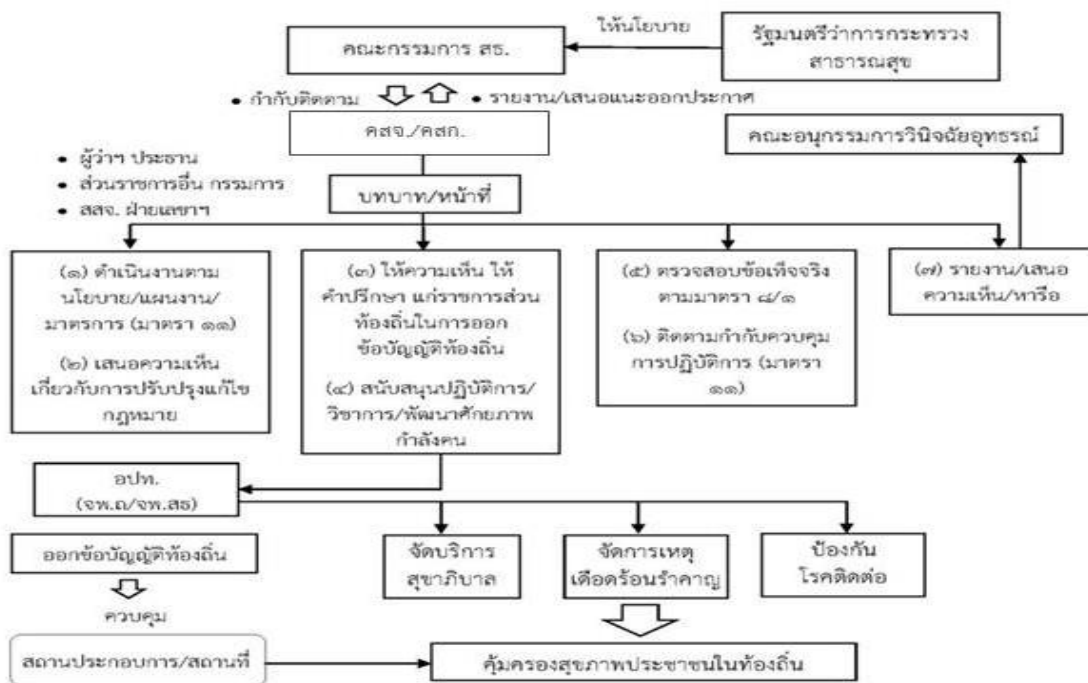 ให้นโยบาย
คณะกรรมการ สธ.
รัฐมนตรีว่าการกระทรวง
สาธารณสุข
• กำกับติดตาม
• รายงาน/เสนอแนะออกประกาศ
คสจ./คสก.
คณะอนุกรรมการวินิจฉัยอุทธรณ์
• ผู้ว่าฯ ประธาน
• ส่วนราชการอื่น กรรมการ
• สสจ. ฝ่ายเลขาฯ
บทบาท/หน้าที่
(๑) ดำเนินงานตาม
นโยบาย/แผนงาน/
มาตรการ (มาตรา ๑๑)
(๒) เสนอความเห็น
เกี่ยวกับการปรับปรุงแก้ไข
กฎหมาย
(๓) ให้ความเห็น ให้
คำปรึกษา แก่ราชการส่วน
ท้องถิ่นในการออก
ข้อบัญญัติท้องถิ่น
(๔) สนับสนุนปฏิบัติการ/
วิชาการ/พัฒนาศักยภาพ
กำลังคน
(๕) ตรวจสอบข้อเท็จจริง
ตามมาตรา ๘/๑
(๖) ติดตามกำกับควบคุม
การปฏิบัติการ (มาตรา
๑๑)
(๗) รายงาน/เสนอ
ความเห็น/หารือ
อปท.
(จพ.ถ/จพ.สธ)
ออกข้อบัญญัติท้องถิ่น
ควบคุม
สถานประกอบการ/สถานที่
จัดบริการ
สุขาภิบาล
จัดการเหตุ
เดือดร้อนรำคาญ
ป้องกัน
โรคติดต่อ
คุ้มครองสุขภาพประชาชนในท้องถิ่น